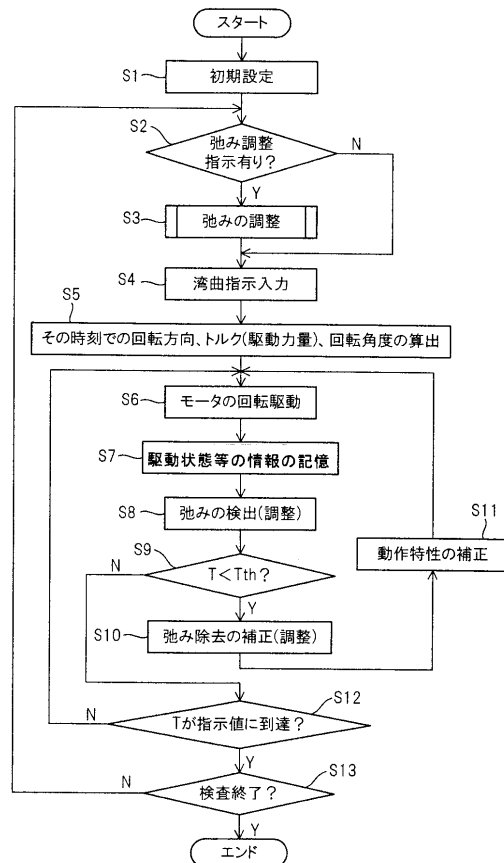 スタート
S1
初期設定
S2
弛み調整
指示有り？
N
Y
S3
弛みの調整
S4
湾曲指示入力
S5
その時刻での回転方向、トルク(駆動力量)、回転角度の算出
S6
モータの回転駆動
S7
駆動状態等の情報の記憶
S8
弛みの検出(調整)
S11
動作特性の補正
S9
N
T<Tth？
Y
S10
弛み除去の補正(調整)
S12
N
Tが指示値に到達？
Y
S13
N
検査終了？
Y
エンド